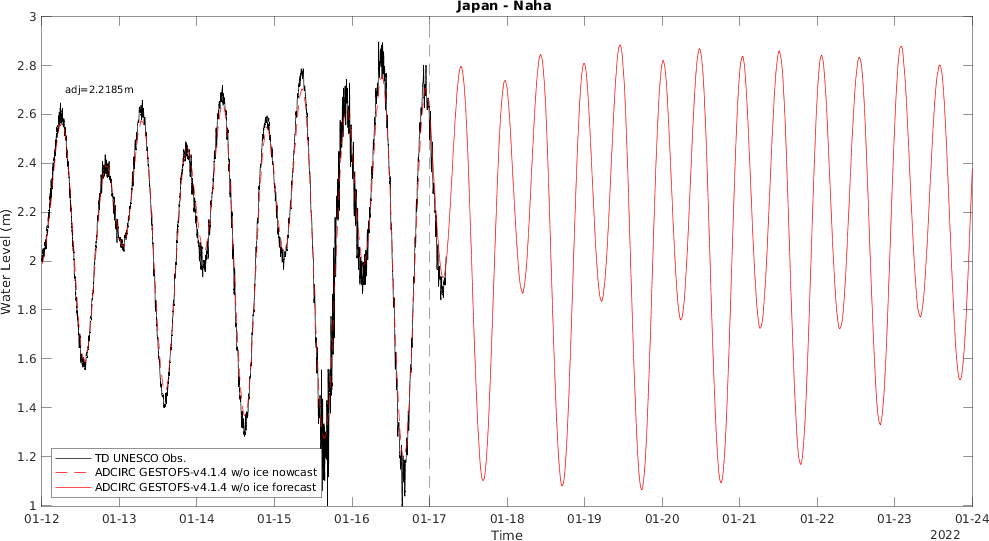 Japan - Naha
3
2.8
2.6
2.4
2.2
2
1.8
1.6
1.4
1.2
1
Water Level (m)
adj=2.2185m
TD UNESCO Obs.
ADCIRC GESTOFS-v4.1.4 w/o ice nowcast
ADCIRC GESTOFS-v4.1.4 w/o ice forecast
01-12 01-13 01-14 01-15 01-16 01-17 01-18 01-19 01-20 01-21 01-22 01-23 01-24
Time
2022